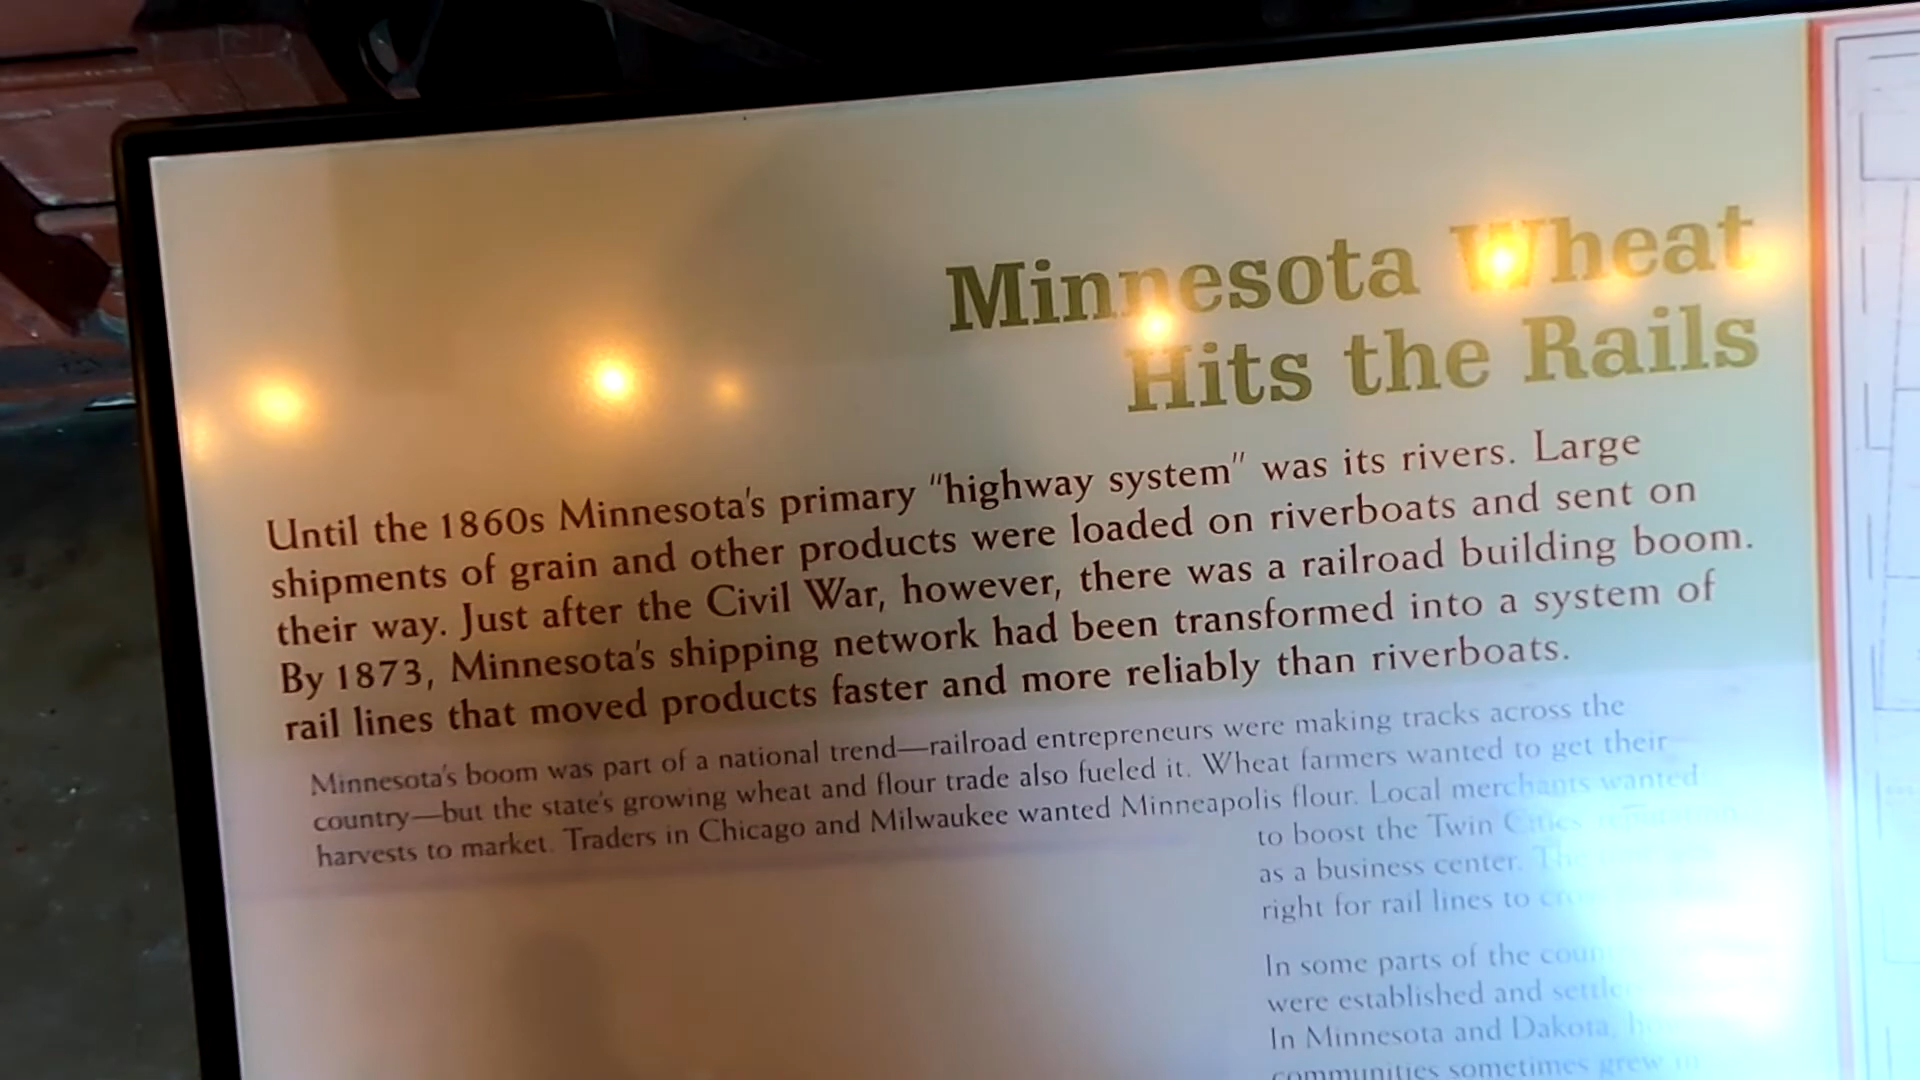 Minnesota Wheat
Hits the Rails
Until the 1860s Minnesota's primary "highway system" was its rivers. Large
shipments of grain and other products were loaded on riverboats and sent on
their way. Just after the Civil War, however, there was a railroad building boom.
By 1873, Minnesota's shipping network had been transformed into a system of
rail lines that moved products faster and more reliably than riverboats.
Minnesota's boom was part of a national trend—railroad entrepreneurs were making tracks across the
country—but the state's growing wheat and flour trade also fueled it. Wheat farmers wanted to get their
harvests to market. Traders in Chicago and Milwaukee wanted Minneapolis flour. Local merchants wanted
to boost the Twin Cities
as a business center. The
right for rail lines to
In some parts of the
were established and
In Minnesota and Dakota,
communities sometimes grew